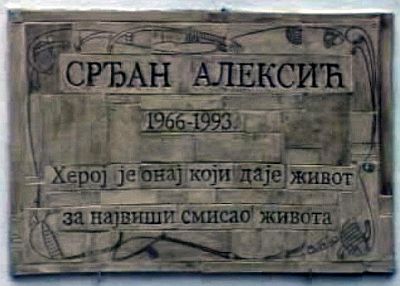 СРЂАН АЛЕКСИЋ
1966-1993
Херој је онај који даје живот
за највиши смисао живота